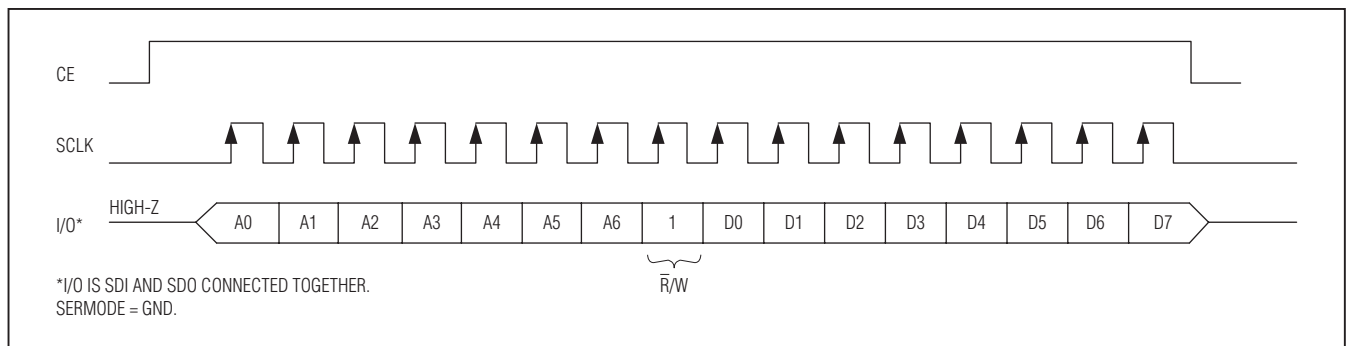 CE
SCLK
I/O*
HIGH-Z
A0 A1 A2 A3 A4 A5 A6 1 D0 D1 D2 D3 D4 D5 D6 D7
R̅/W
*I/O IS SDI AND SDO CONNECTED TOGETHER.
SERMODE = GND.